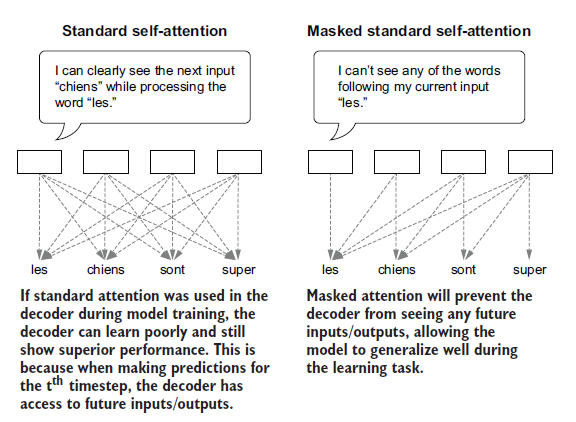 Standard self-attention
I can clearly see the next input
“chiens” while processing the
word “les.”
les chiens sont super
If standard attention was used in the
decoder during model training, the
decoder can learn poorly and still
show superior performance. This is
because when making predictions for
the tth timestep, the decoder has
access to future inputs/outputs.
Masked standard self-attention
I can’t see any of the words
following my current input
“les.”
les chiens sont super
Masked attention will prevent the
decoder from seeing any future
inputs/outputs, allowing the
model to generalize well during
the learning task.